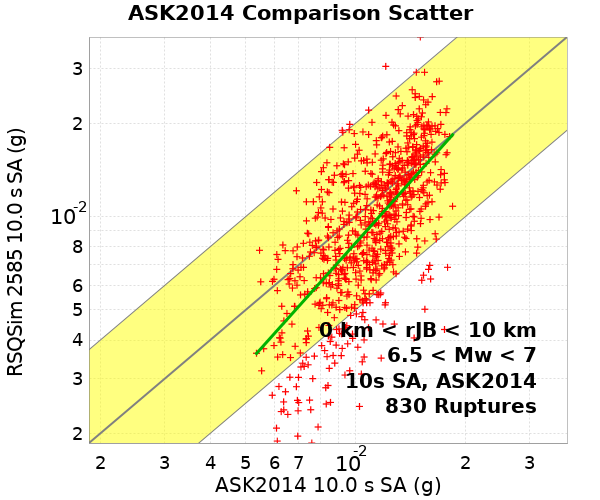 ASK2014 Comparison Scatter
RSQSim 2585 10.0 s SA (g)
3
2
10-2
8
6
5
4
3
2
0 km < rJB < 10 km
6.5 < Mw < 7
10s SA, ASK2014
830 Ruptures
2 3 4 5 6 7 10-2 2 3
ASK2014 10.0 s SA (g)